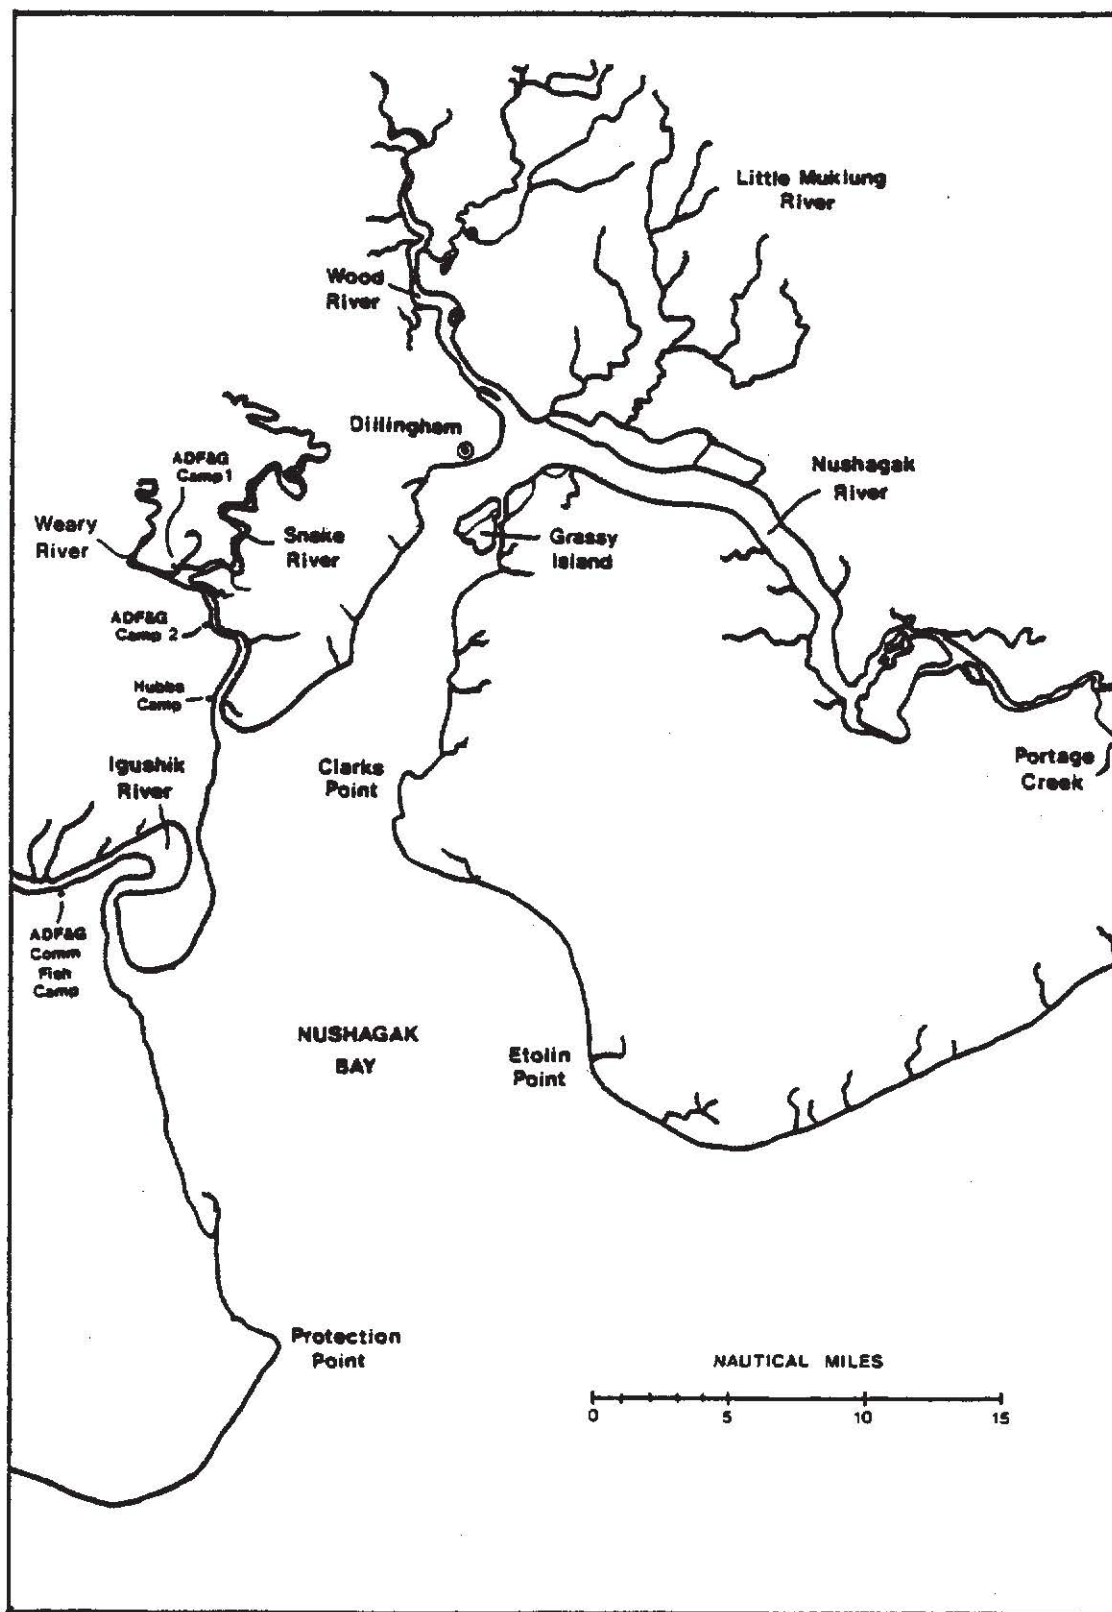 Little Muklung
River
Wood
River
Dillingham
ADF&G
Camp 1
Nushagak
River
Weary
River
Snake
River
Grassy
Island
ADF&G
Camp 2
Hubbs
Camp
Igushik
River
Clarks
Point
Portage
Creek
ADF&G
Comm
Fish
Camp
NUSHAGAK
BAY
Etolin
Point
Protection
Point
NAUTICAL MILES
0 5 10 15